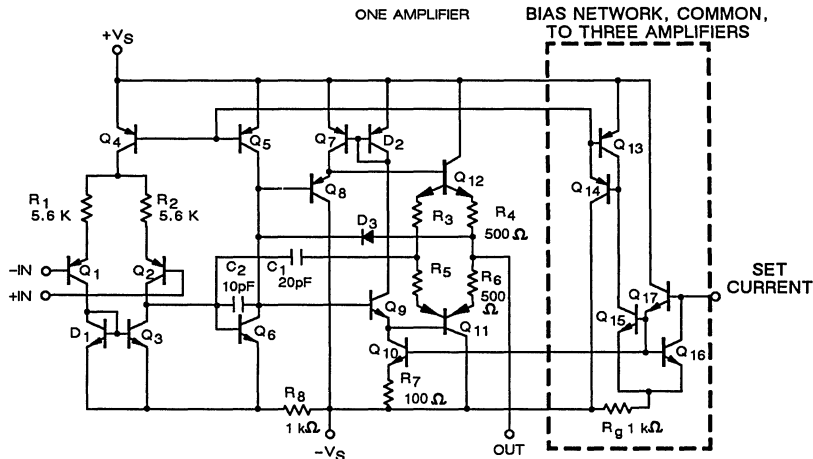 ONE AMPLIFIER
BIAS NETWORK, COMMON,
TO THREE AMPLIFIERS
+VS
Q4
Q5
Q7
D2
Q13
Q8
Q12
Q14
R1
5.6 K
R2
5.6 K
R3
R4
500 Ω
D3
-IN
Q1
Q2
C2
10pF
C1
20pF
R5
R6
500
Ω
+IN
SET
CURRENT
Q17
Q15
D1
Q3
Q6
Q9
Q11
Q10
Q16
R7
100 Ω
R8
1 kΩ
Rg 1 kΩ
-VS
OUT